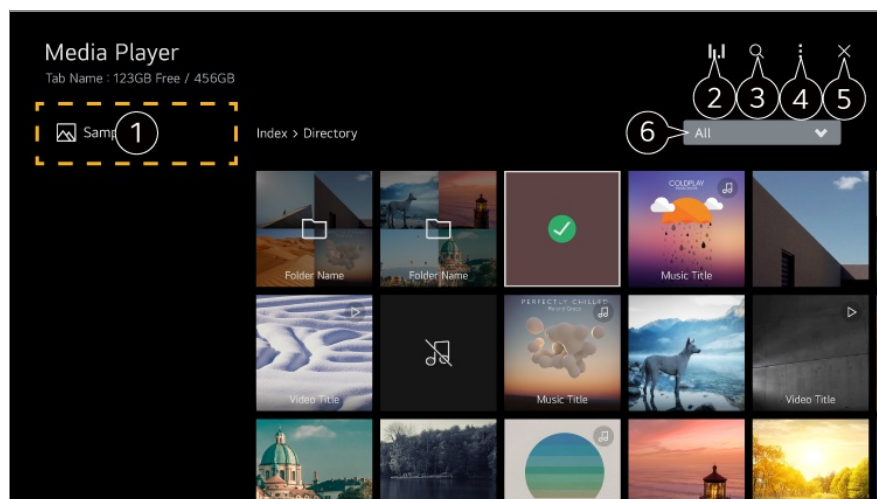 Media Player
Tab Name : 123GB Free / 456GB
2
3
4
5
Samp
1
Index > Directory
6
All
Folder Name
Folder Name
COLDPLAY
Music Title
Video Title
PERFECTLY CHILLED
Music Title
Video Title